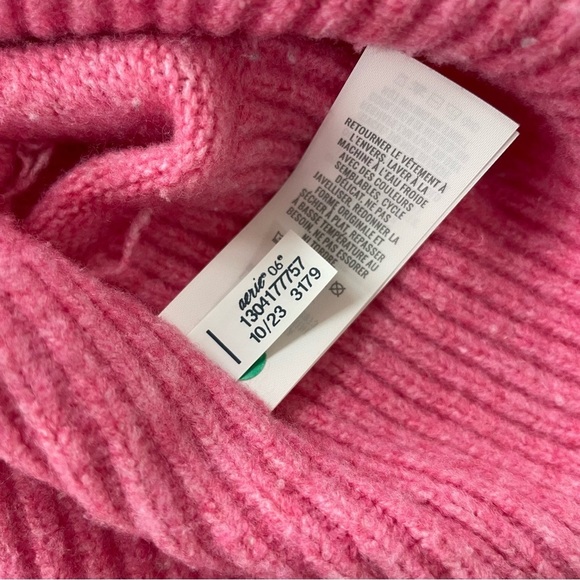 RETOURNER LE VÊTEMENT À
L'ENVERS, LAVER À LA
MACHINE À L'EAU FROIDE
AVEC DES COULEURS
SEMBLABLES, CYCLE
DÉLICAT. NE PAS
JAVELLISER. REDONNER LA
FORME ORIGINALE ET
SÉCHER À PLAT. REPASSER
À BASSE TEMPÉRATURE AU
BESOIN. NE PAS ESSORER
TORDRE
aerie® 06®
1304177757
10/23 3179